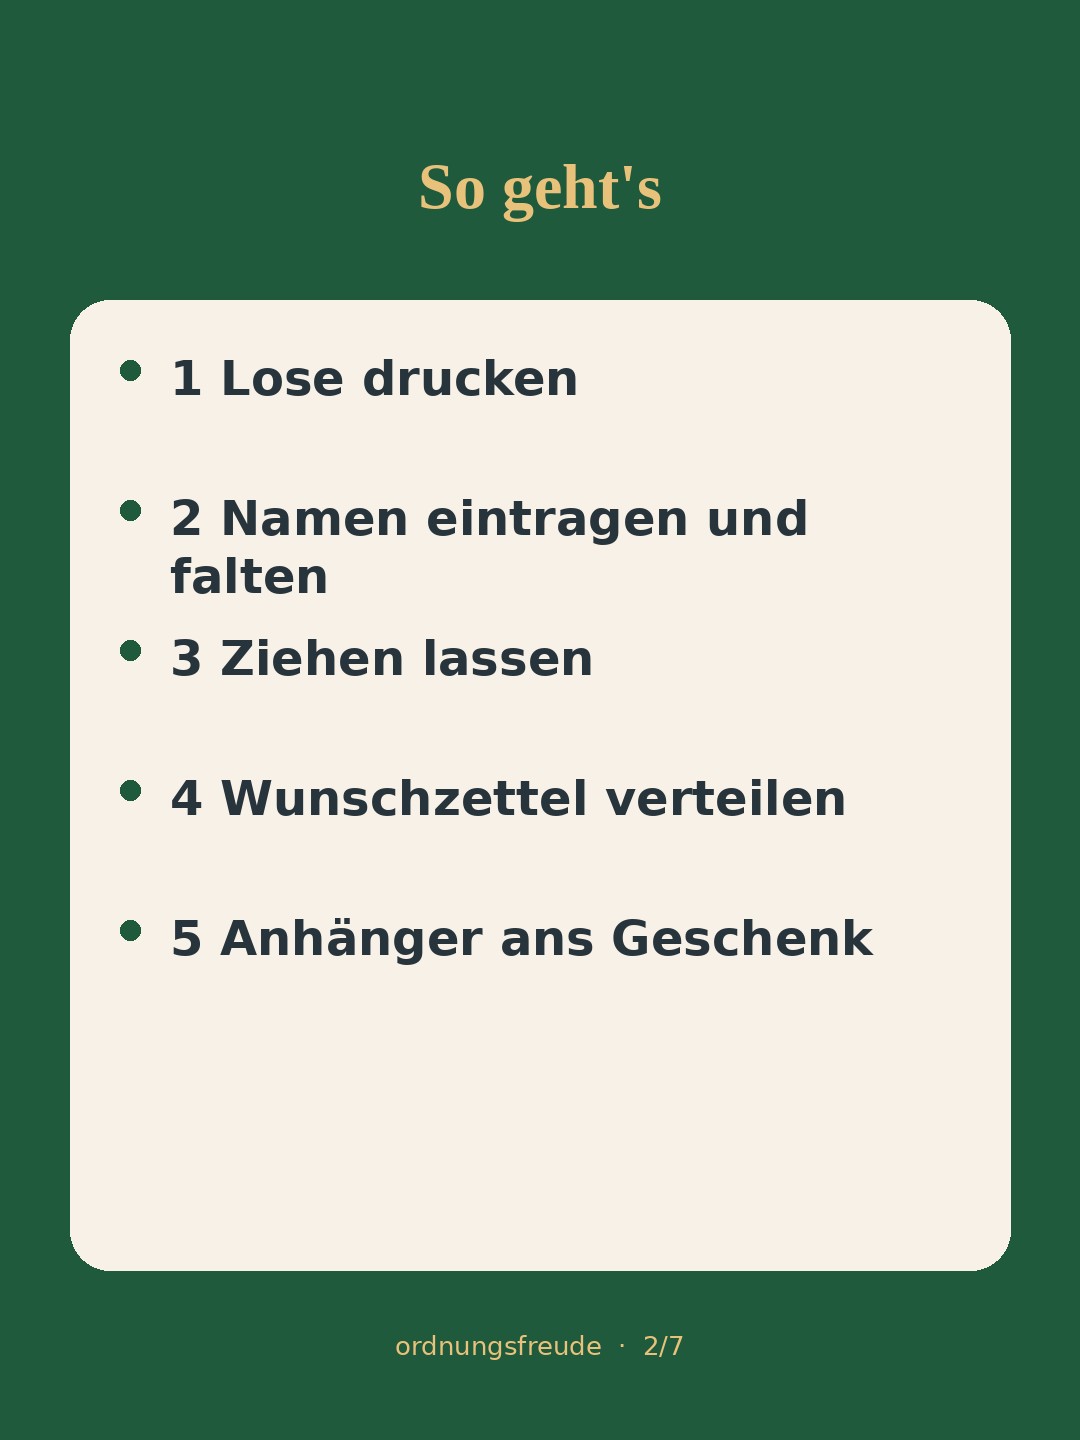 So geht's
• 1 Lose drucken
• 2 Namen eintragen und
falten
• 3 Ziehen lassen
• 4 Wunschzettel verteilen
• 5 Anhänger ans Geschenk
ordnungsfreude · 2/7